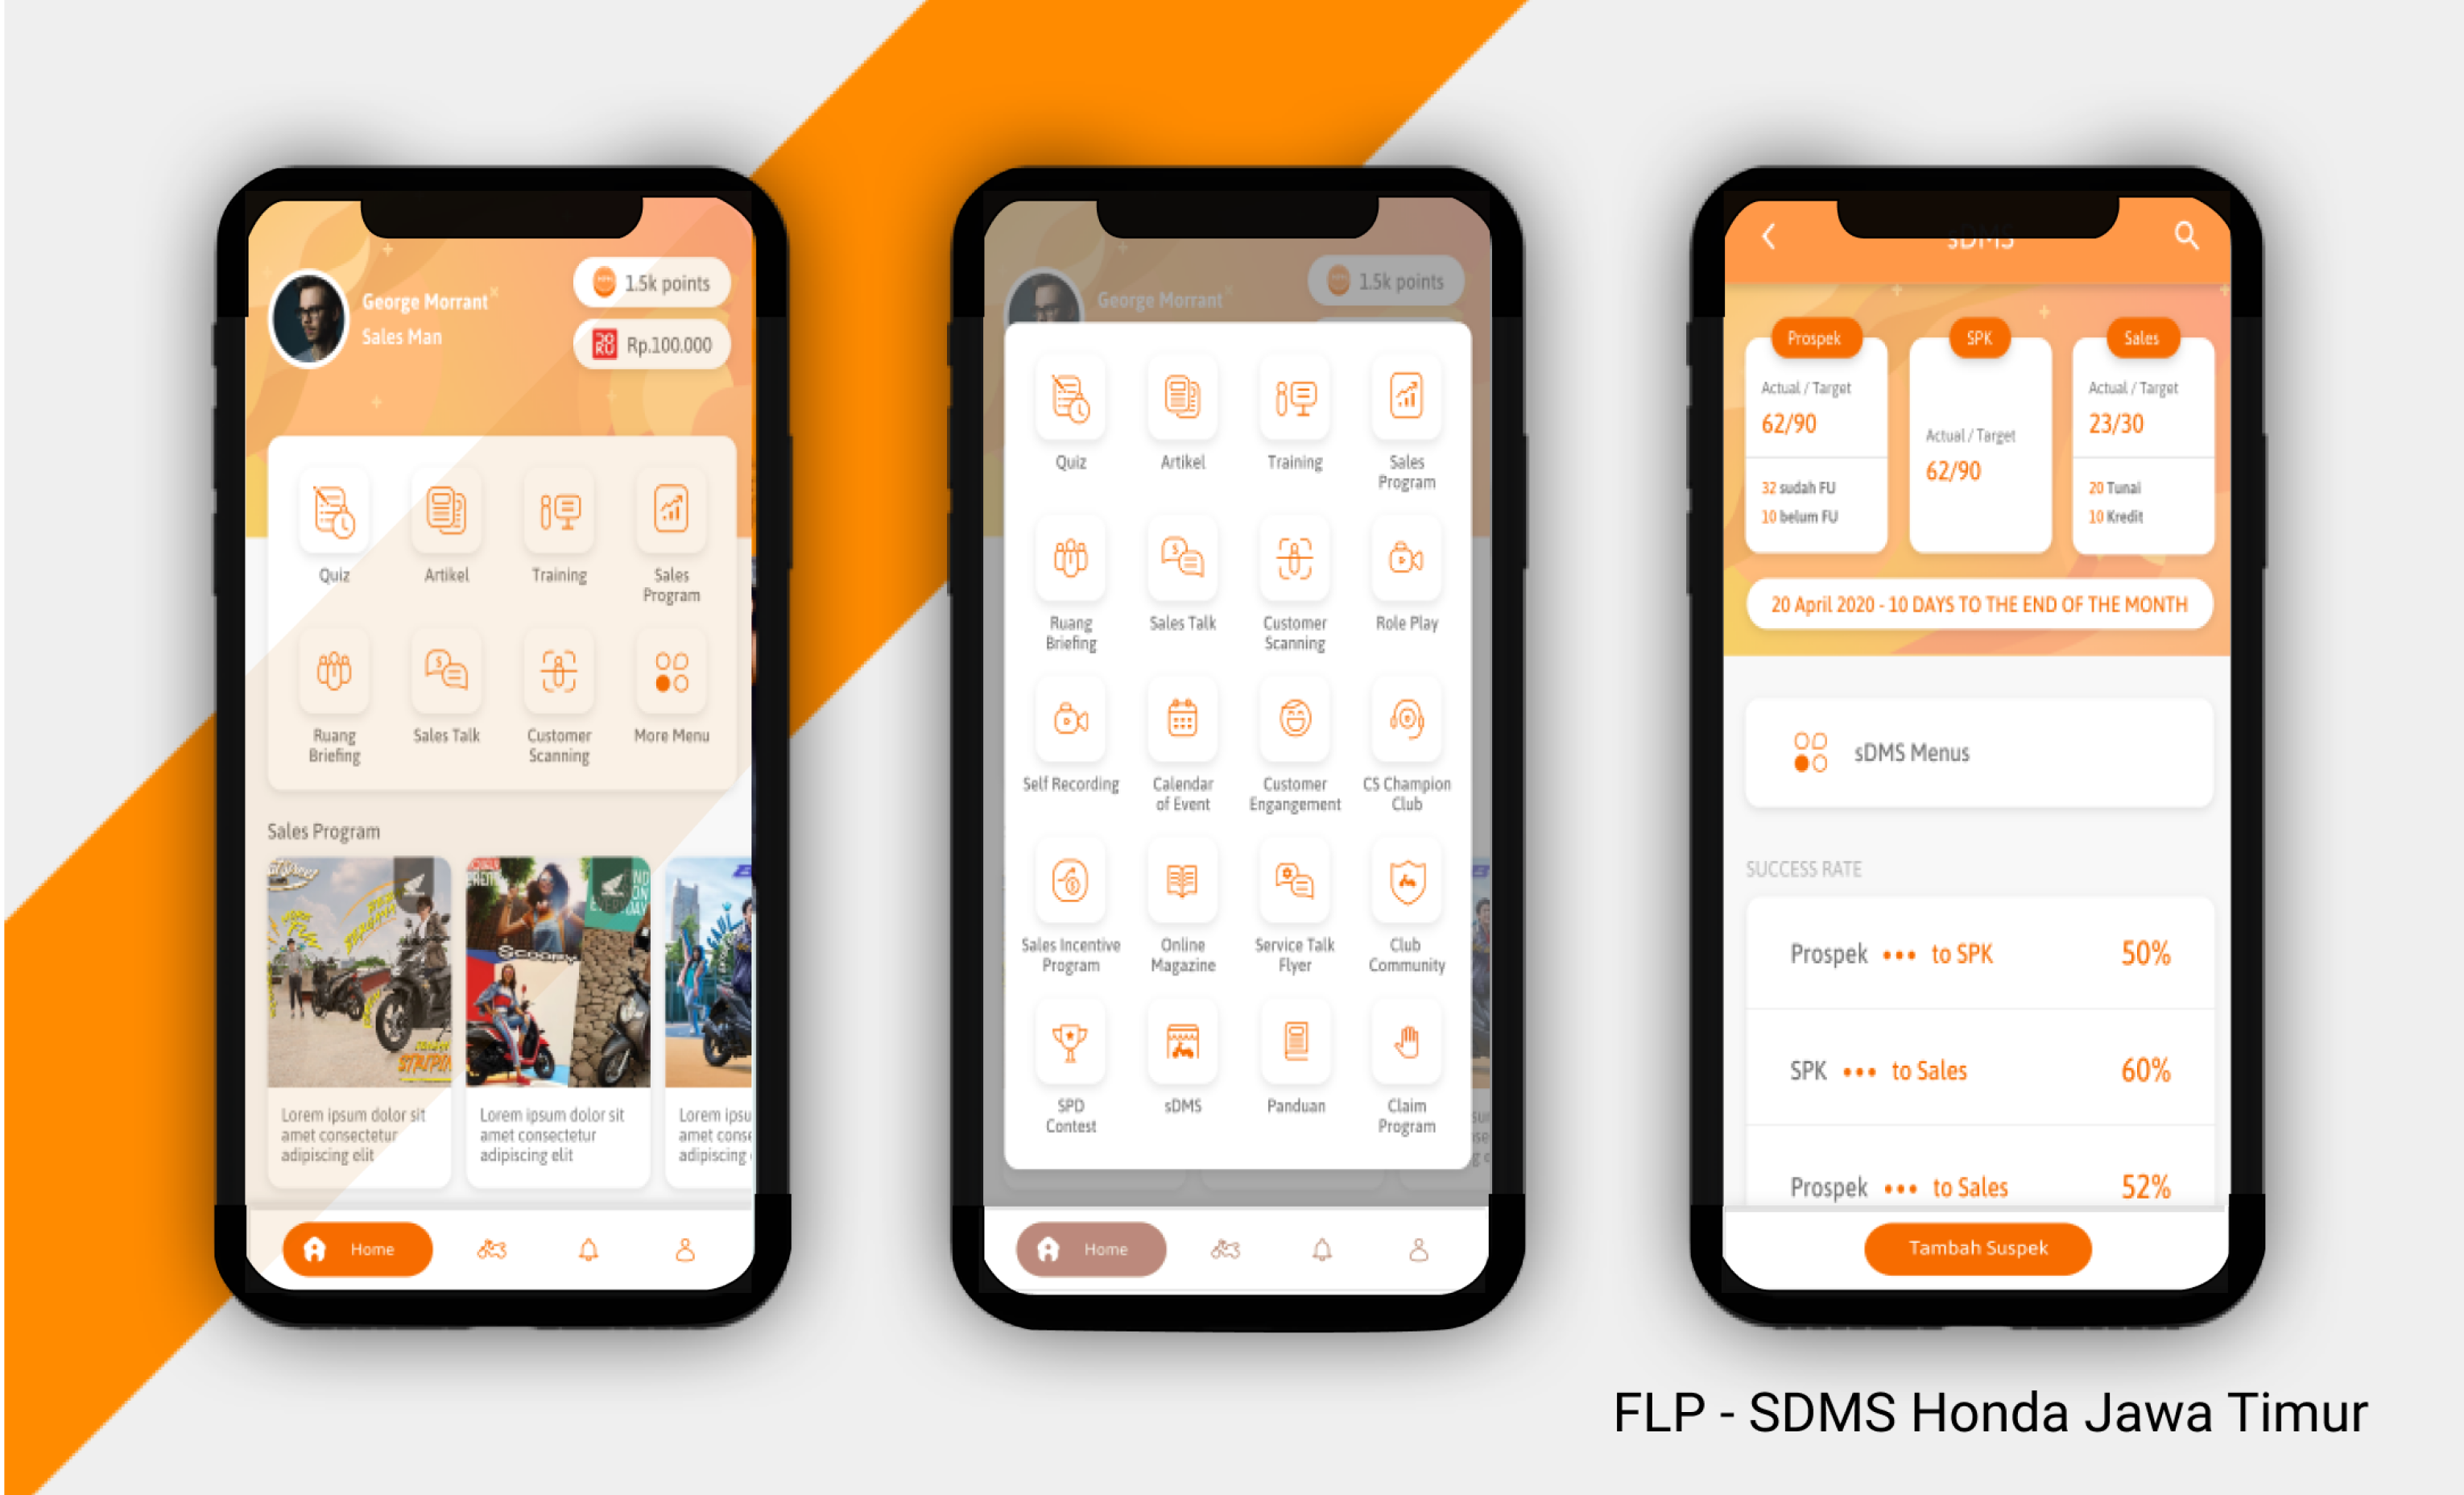 George Morrant
Sales Man
1.5k points
DOKU
Rp.100.000
Quiz
Artikel
Training
Sales
Program
Ruang
Briefing
Sales Talk
Customer
Scanning
More Menu
Sales Program
Scoopy
Lorem ipsum dolor sit
amet consectetur
adipiscing elit
Lorem ipsum dolor sit
amet consectetur
adipiscing elit
Lorem ipsu
amet conse
adipiscing
Home
George Morrant
1.5k points
Quiz
Artikel
Training
Sales
Program
Ruang
Briefing
Sales Talk
Customer
Scanning
Role Play
Self Recording
Calendar
of Event
Customer
Engangement
CS Champion
Club
Sales Incentive
Program
Online
Magazine
Service Talk
Flyer
Club
Community
SPD
Contest
sDMS
Panduan
Claim
Program
Home
sDMS
Prospek
Actual / Target
62/90
32 sudah FU
10 belum FU
SPK
Actual / Target
62/90
Sales
Actual / Target
23/30
20 Tunai
10 Kredit
20 April 2020 - 10 DAYS TO THE END OF THE MONTH
sDMS Menus
SUCCESS RATE
Prospek ••• to SPK 50%
SPK ••• to Sales 60%
Prospek ••• to Sales 52%
Tambah Suspek
FLP - SDMS Honda Jawa Timur